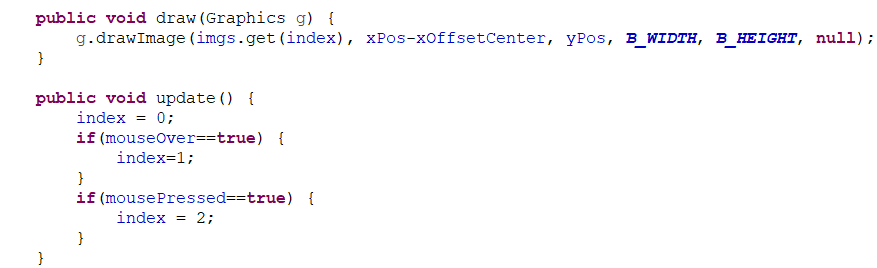 public void draw(Graphics g) {
    g.drawImage(imgs.get(index), xPos-xOffsetCenter, yPos, B_WIDTH, B_HEIGHT, null);
}

public void update() {
    index = 0;
    if(mouseOver==true) {
        index=1;
    }
    if(mousePressed==true) {
        index = 2;
    }
}